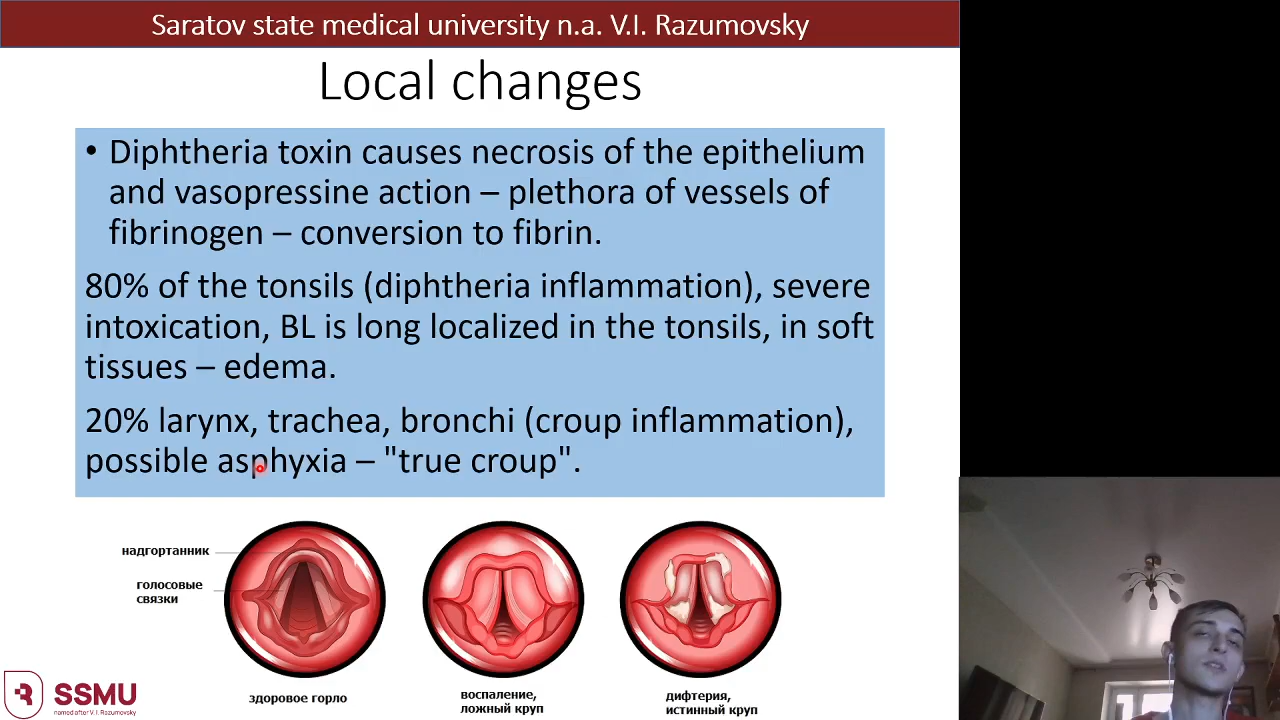 Saratov state medical university n.a. V.I. Razumovsky
Local changes
• Diphtheria toxin causes necrosis of the epithelium
and vasopressine action – plethora of vessels of
fibrinogen – conversion to fibrin.
80% of the tonsils (diphtheria inflammation), severe
intoxication, BL is long localized in the tonsils, in soft
tissues – edema.
20% larynx, trachea, bronchi (croup inflammation),
possible asphyxia – "true croup".
надгортанник
голосовые
связки
здоровое горло
воспаление,
ложный круп
дифтерия,
истинный круп
SSMU
named after V. I. Razumovsky